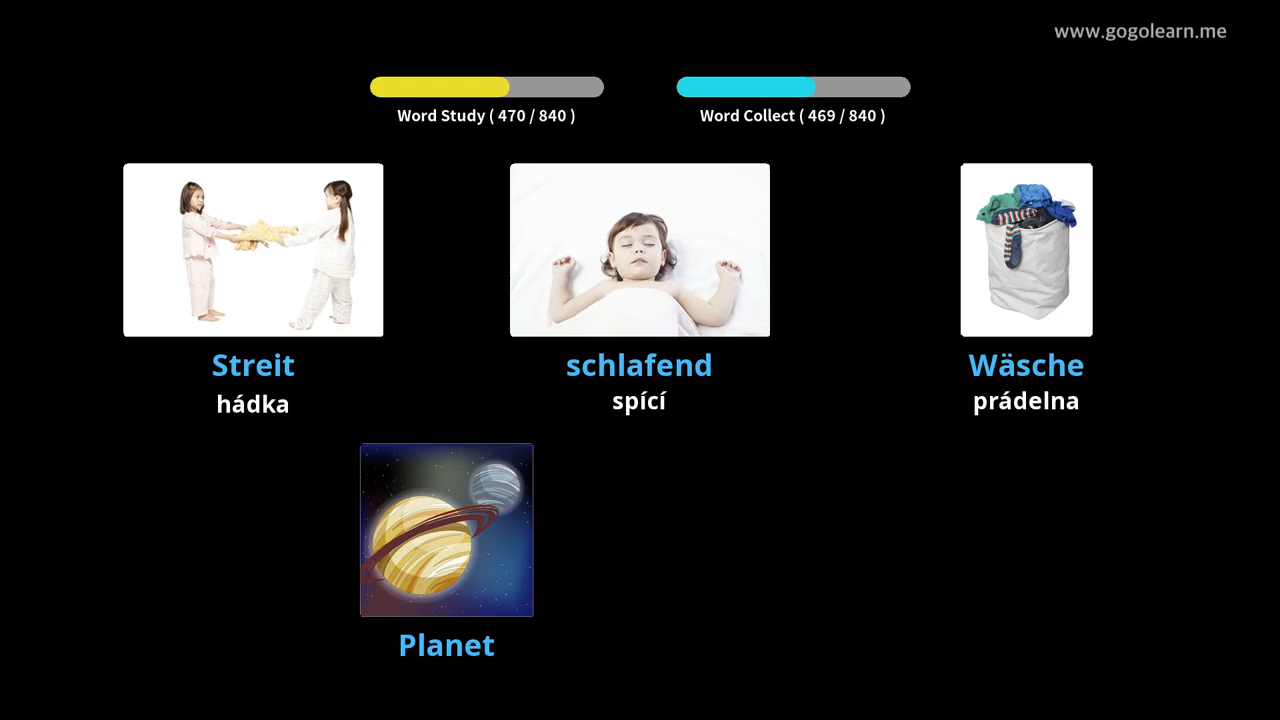 www.gogolearn.me
Word Study ( 470 / 840 )
Word Collect ( 469 / 840 )
Streit
hádka
schlafend
spící
Wäsche
prádelna
Planet